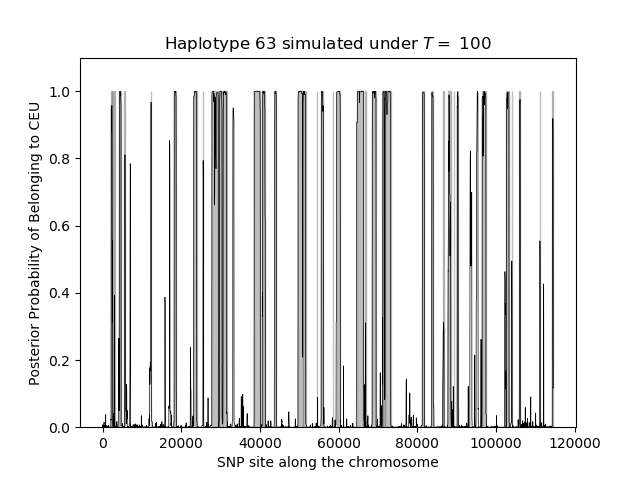 Haplotype 63 simulated under T = 100
Posterior Probability of Belonging to CEU
1.0
0.8
0.6
0.4
0.2
0.0
0 20000 40000 60000 80000 100000 120000
SNP site along the chromosome